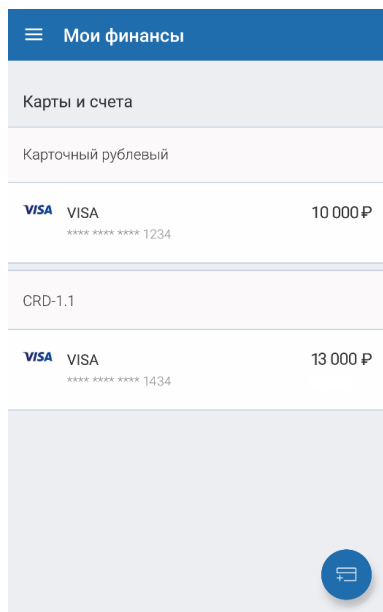 Мои финансы
Карты и счета
Карточный рублевый
VISA VISA 10 000 ₽
**** **** **** 1234
CRD-1.1
VISA VISA 13 000 ₽
**** **** **** 1434